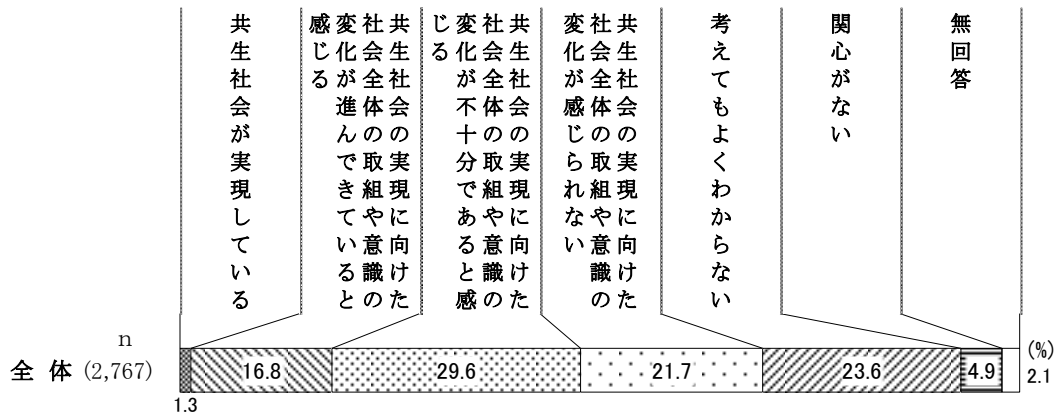 共生社会が実現している
共生社会の実現に向けた
社会全体の取組や意識の
変化が進んできていると
感じる
共生社会の実現に向けた
社会全体の取組や意識の
変化が不十分であると感
じる
共生社会の実現に向けた
社会全体の取組や意識の
変化が感じられない
考えてもよくわからない
関心がない
無回答
n
全 体 (2,767)
1.3
16.8
29.6
21.7
23.6
4.9
(%)
2.1